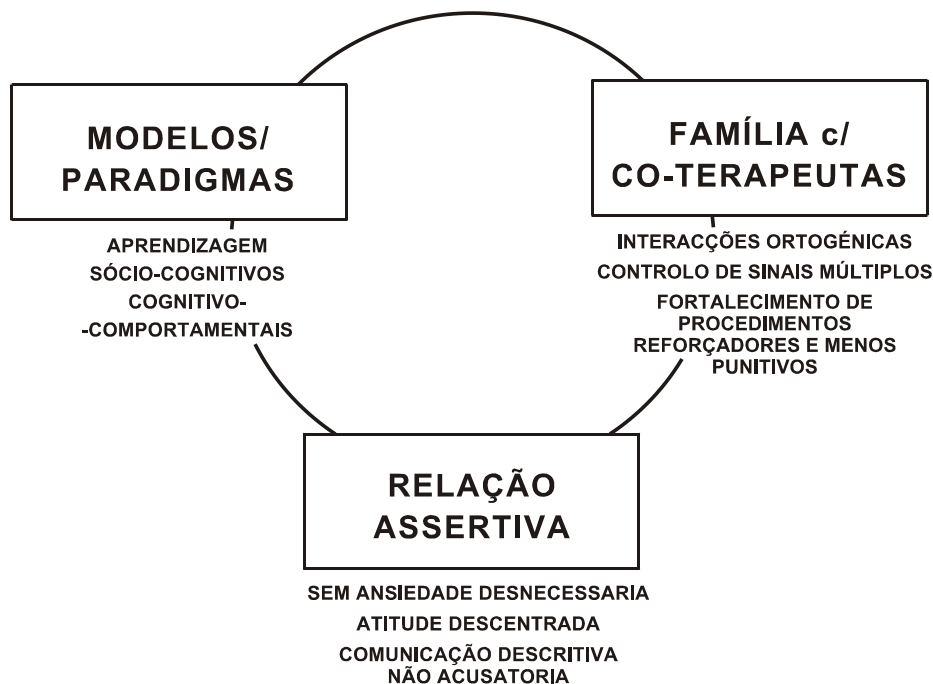 MODELOS/
PARADIGMAS
APRENDIZAGEM
SÓCIO-COGNITIVOS
COGNITIVO-
-COMPORTAMENTAIS
FAMÍLIA c/
CO-TERAPEUTAS
INTERACÇÕES ORTOGÉNICAS
CONTROLO DE SINAIS MÚLTIPLOS
FORTALECIMENTO DE
PROCEDIMENTOS
REFORÇADORES E MENOS
PUNITIVOS
RELAÇÃO
ASSERTIVA
SEM ANSIEDADE DESNECESSARIA
ATITUDE DESCENTRADA
COMUNICAÇÃO DESCRITIVA
NÃO ACUSATORIA